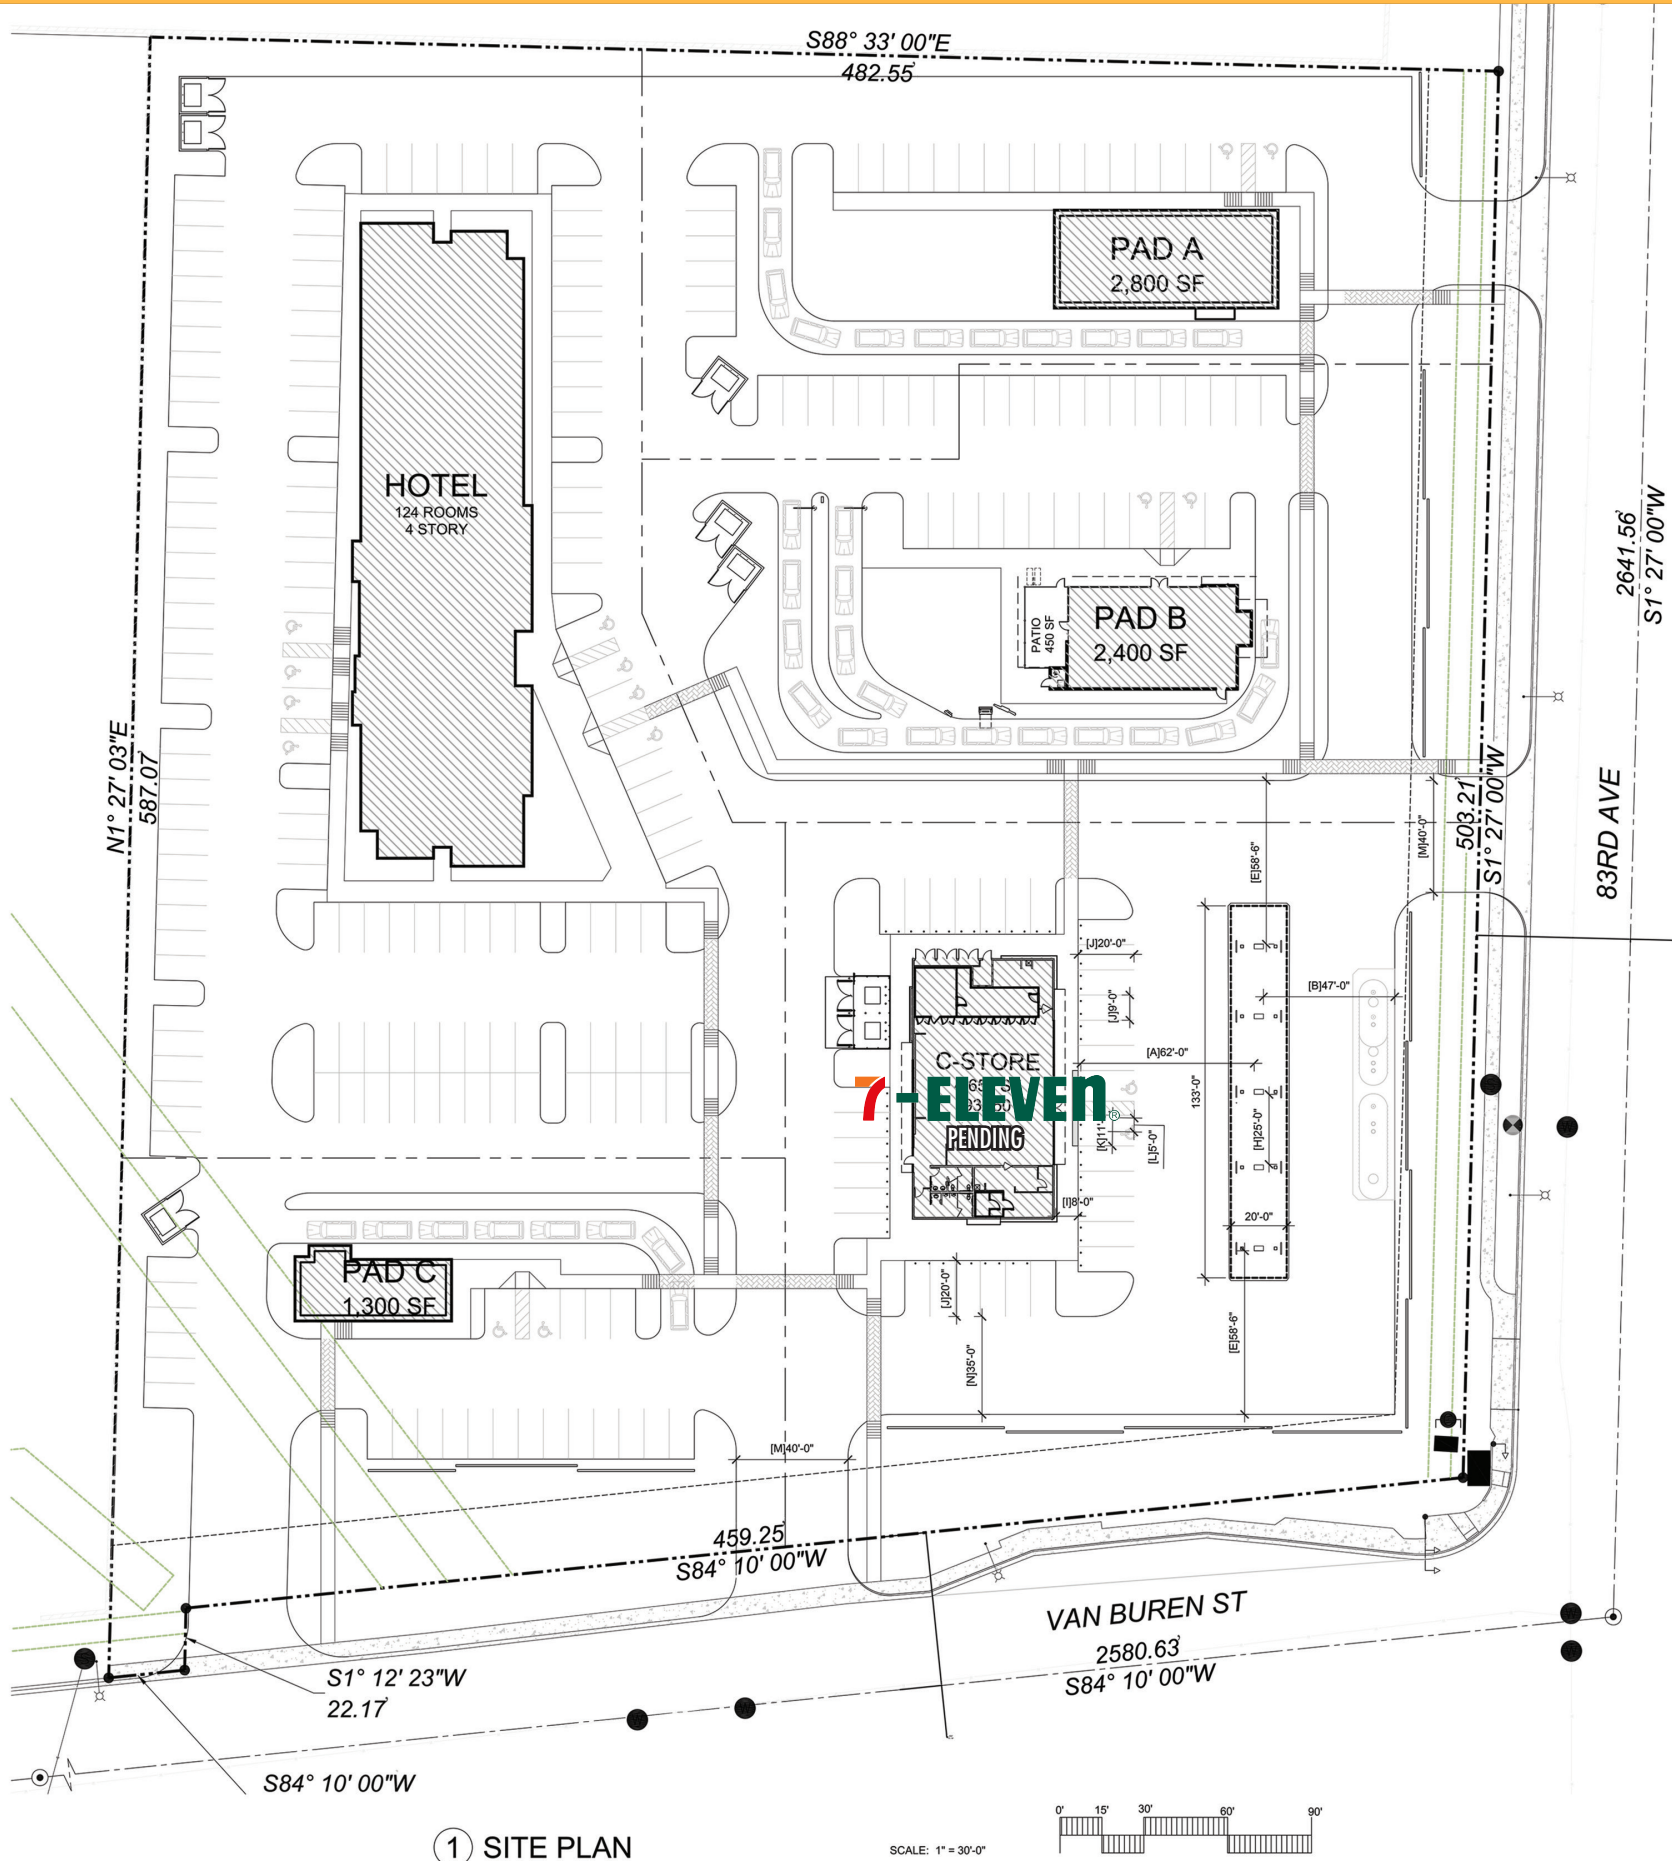 S88° 33' 00"E
482.55'
PAD A
2,800 SF
HOTEL
124 ROOMS
4 STORY
2641.56'
S1° 27' 00"W
PATIO
450 SF
PAD B
2,400 SF
N1° 27' 03"E
587.07'
503.21'
S1° 27' 00"W
83RD AVE
[M]40'-0"
[E]58'-6"
[J]20'-0"
[J]9'-0"
[B]47'-0"
[A]62'-0"
133'-0"
C-STORE
7-ELEVEn®
PENDING
[H]25'-0"
[L]5'-0"
[I]8'-0"
20'-0"
PAD C
1,300 SF
[J]20'-0"
[E]58'-6"
[N]35'-0"
[M]40'-0"
459.25'
S84° 10' 00"W
VAN BUREN ST
2580.63'
S84° 10' 00"W
S1° 12' 23"W
22.17'
S84° 10' 00"W
1 SITE PLAN
SCALE: 1" = 30'-0"
0' 15' 30' 60' 90'